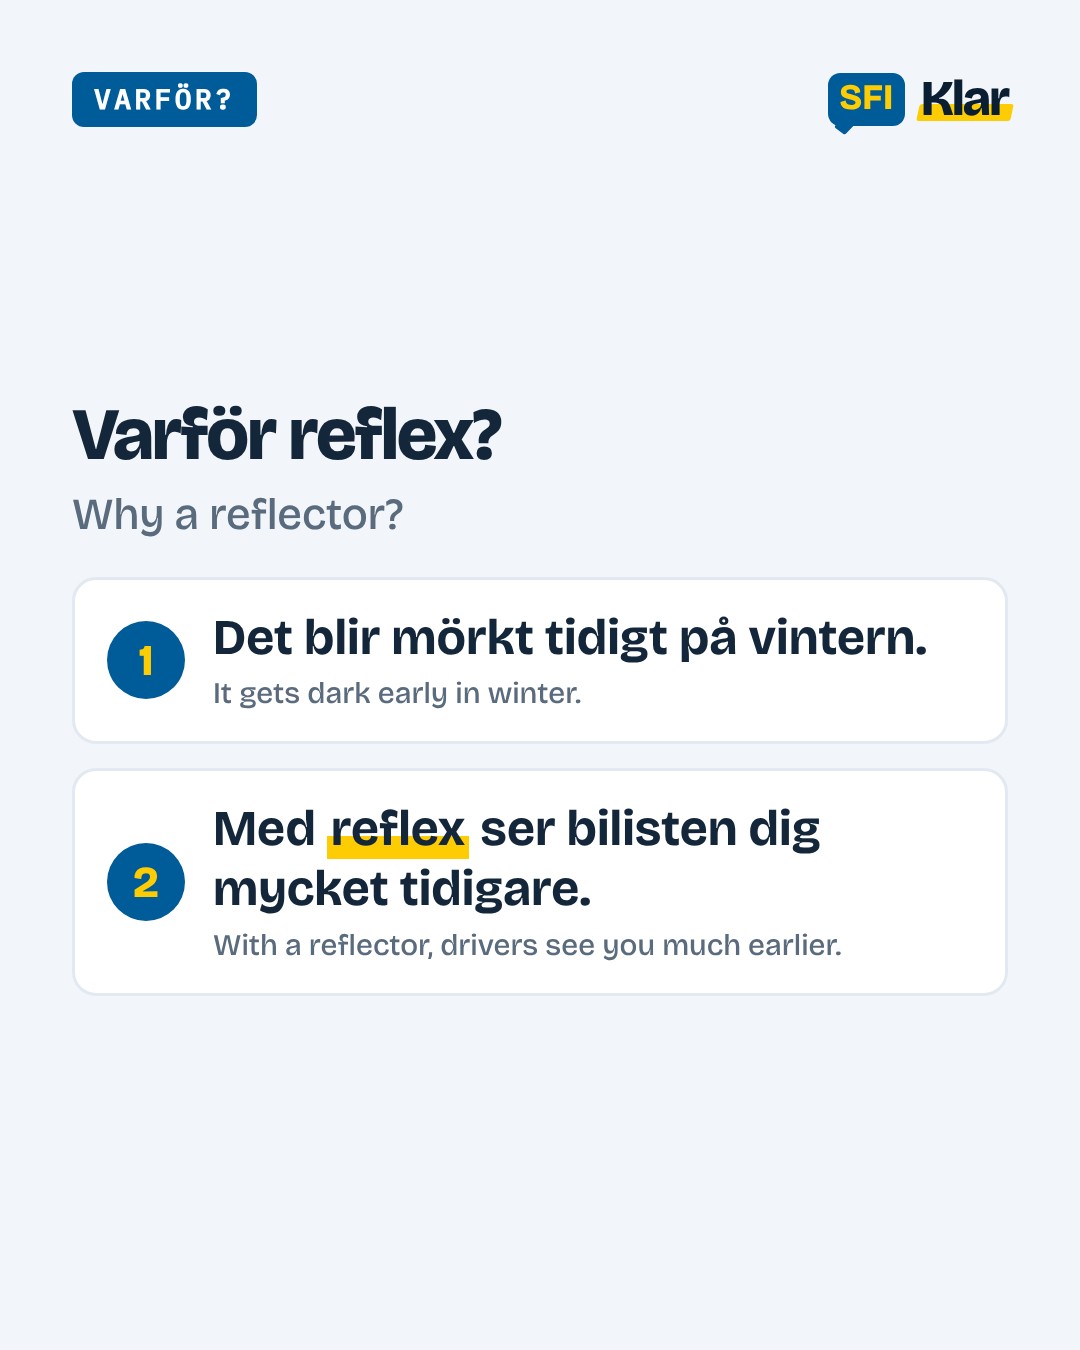 VARFÖR?
SFI Klar
Varför reflex?
Why a reflector?
1
Det blir mörkt tidigt på vintern.
It gets dark early in winter.
2
Med reflex ser bilisten dig
mycket tidigare.
With a reflector, drivers see you much earlier.